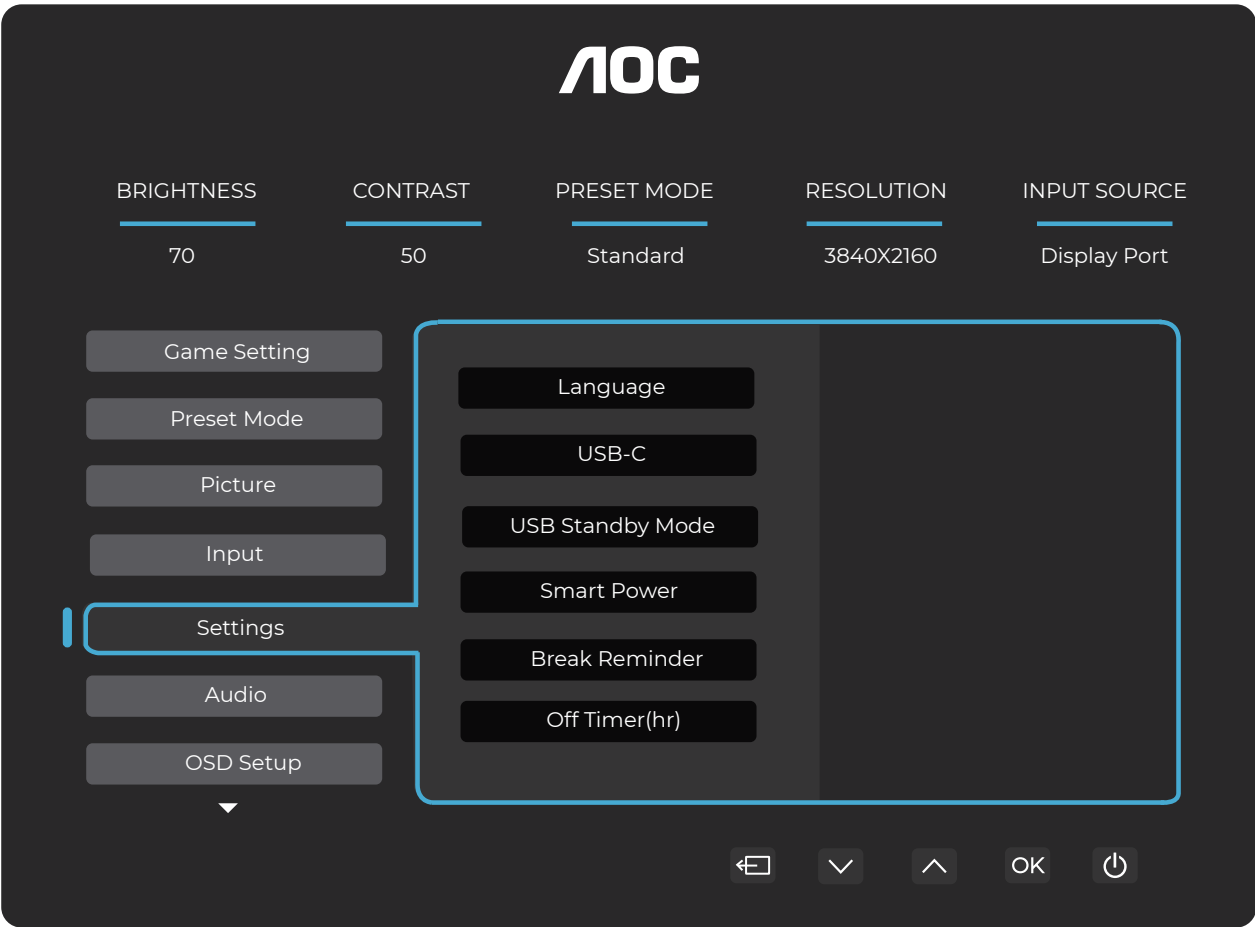 AOC
BRIGHTNESS CONTRAST PRESET MODE RESOLUTION INPUT SOURCE
70 50 Standard 3840X2160 Display Port
Game Setting
Preset Mode
Picture
Input
Settings
Audio
OSD Setup
Language
USB-C
USB Standby Mode
Smart Power
Break Reminder
Off Timer(hr)
OK